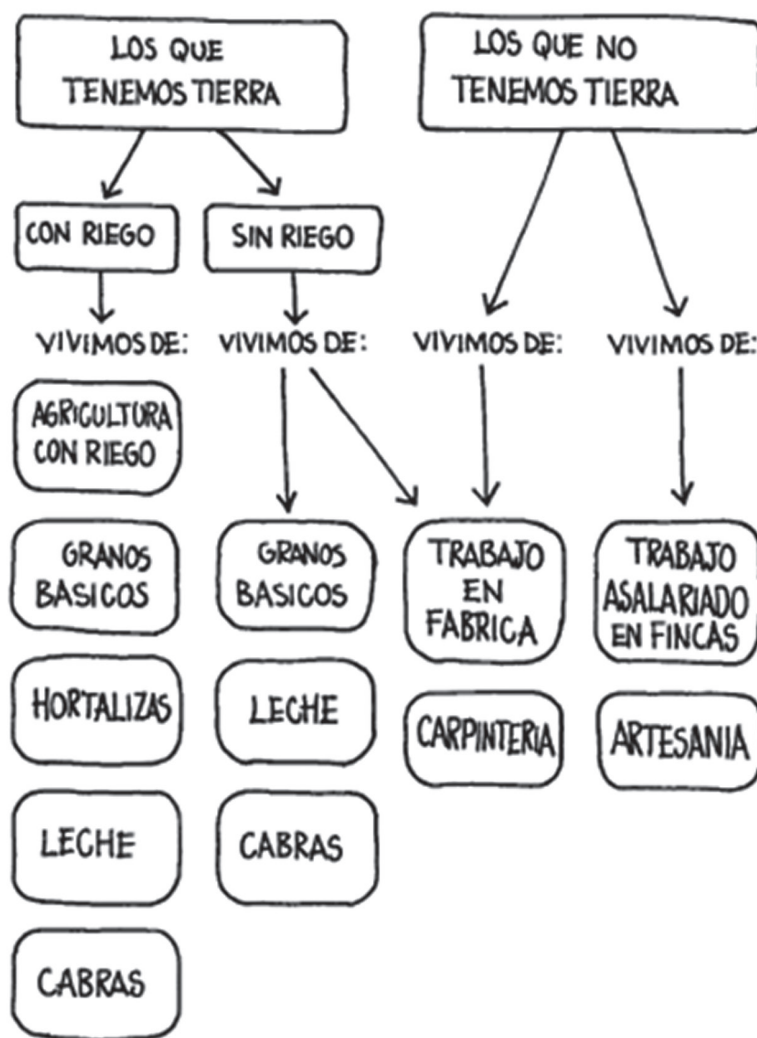 LOS QUE
TENEMOS TIERRA
LOS QUE NO
TENEMOS TIERRA
CON RIEGO
SIN RIEGO
VIVIMOS DE:
VIVIMOS DE:
VIVIMOS DE:
VIVIMOS DE:
AGRICULTURA
CON RIEGO
GRANOS
BASICOS
HORTALIZAS
LECHE
CABRAS
GRANOS
BASICOS
LECHE
CABRAS
TRABAJO
EN
FABRICA
CARPINTERIA
TRABAJO
ASALARIADO
EN FINCAS
ARTESANIA